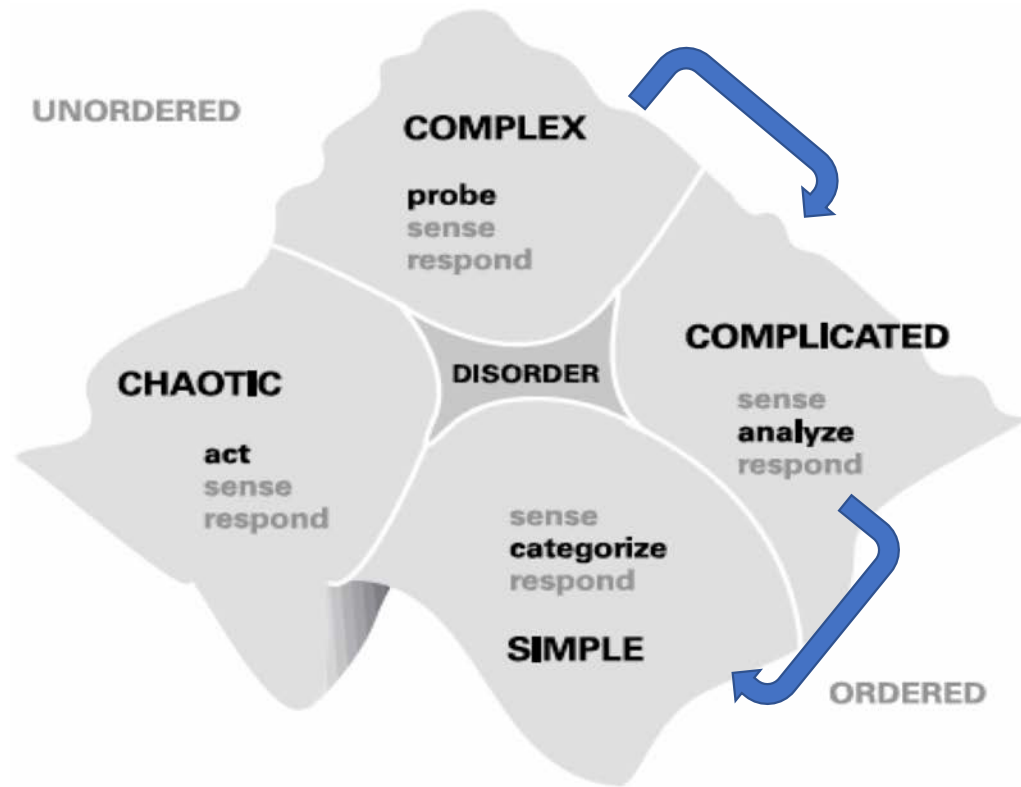 UNORDERED
COMPLEX
probe
sense
respond
COMPLICATED
sense
analyze
respond
DISORDER
CHAOTIC
act
sense
respond
sense
categorize
respond
SIMPLE
ORDERED